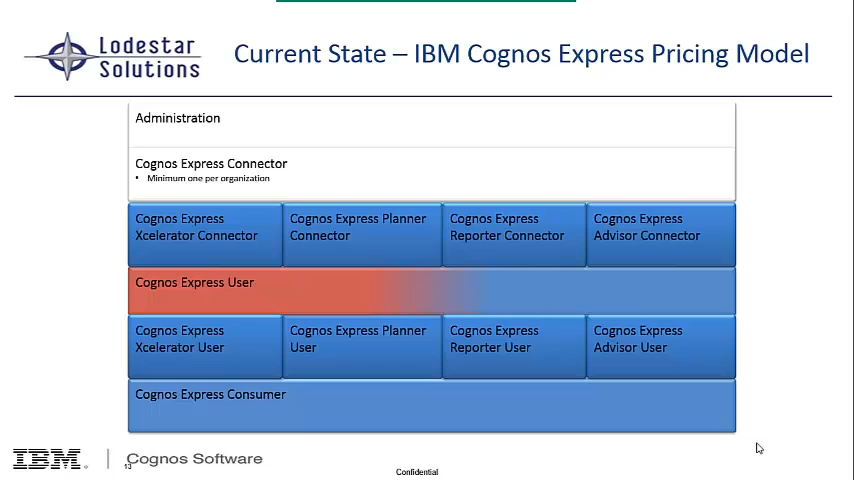 Lodestar
Solutions
Current State – IBM Cognos Express Pricing Model
Administration
Cognos Express Connector
• Minimum one per organization
Cognos Express
Xcelerator Connector
Cognos Express Planner
Connector
Cognos Express
Reporter Connector
Cognos Express
Advisor Connector
Cognos Express User
Cognos Express
Xcelerator User
Cognos Express Planner
User
Cognos Express
Reporter User
Cognos Express
Advisor User
Cognos Express Consumer
IBM®
Cognos Software
13
Confidential